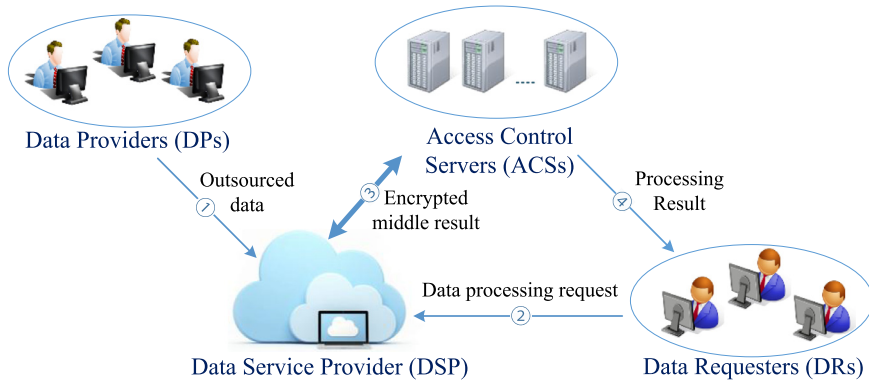 Data Providers (DPs)
Access Control
Servers (ACSs)
1
Outsourced
data
3
Encrypted
middle result
4
Processing
Result
Data processing request
2
Data Service Provider (DSP)
Data Requesters (DRs)